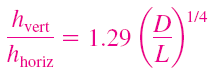 h_vert / h_horiz = 1.29 (D / L)^1/4